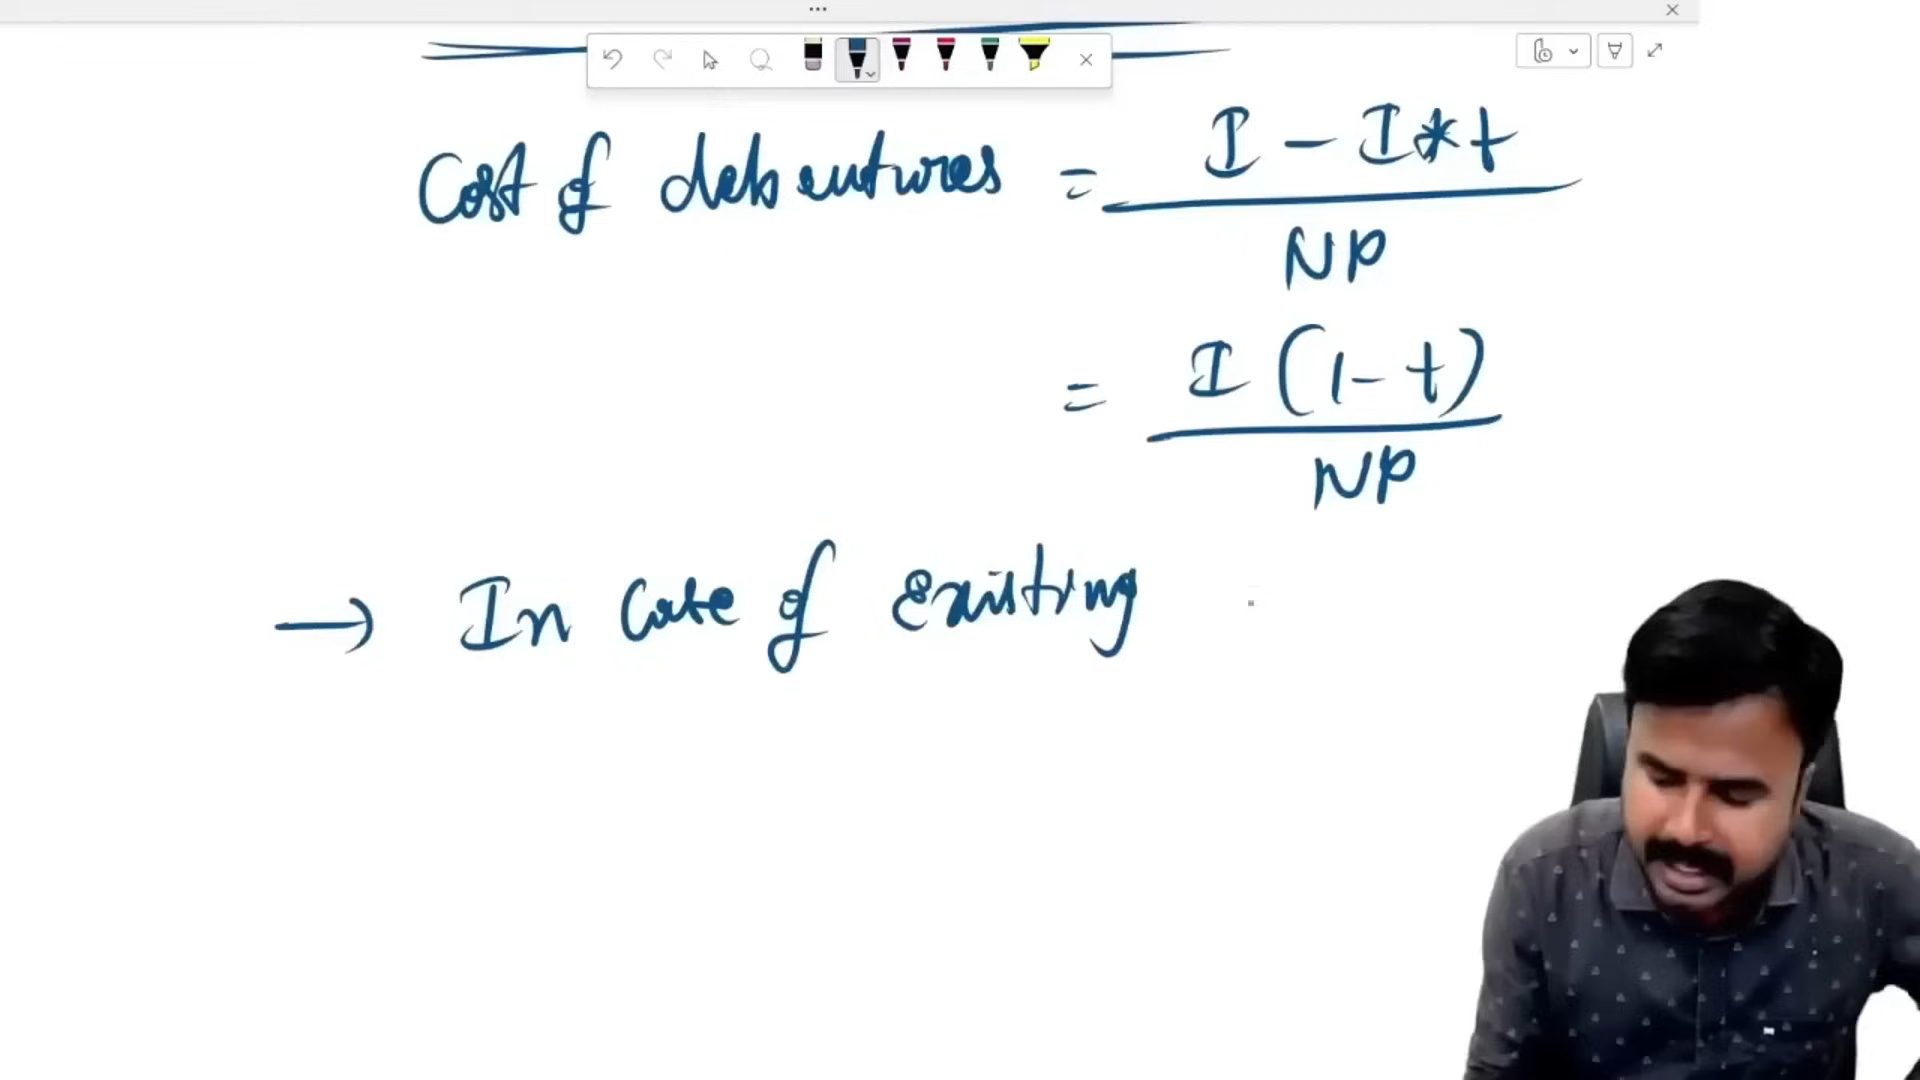 Cost of debentures = I - I*t
NP
= I (1-t)
NP
→ In Case of Existing